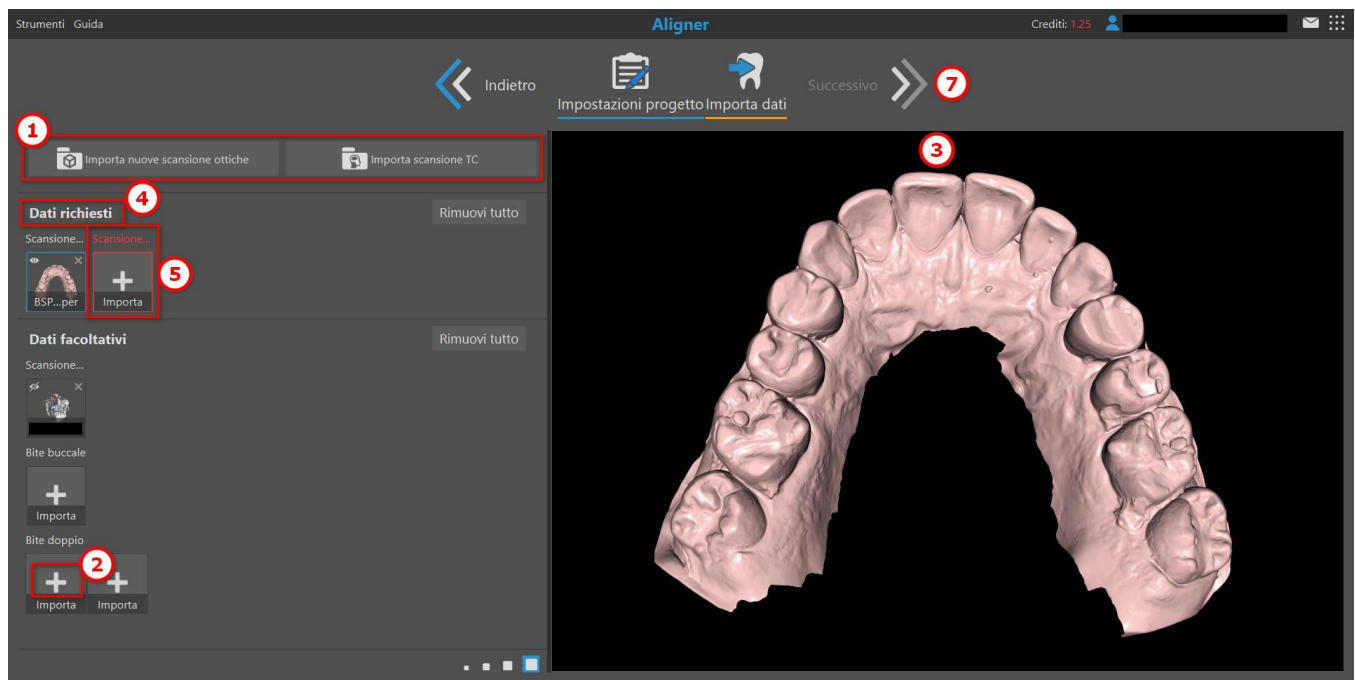 Strumenti Guida
Aligner
Crediti: 1.25
Indietro
Impostazioni progetto
Importa dati
Successivo
7
1
Importa nuove scansione ottiche
Importa scansione TC
3
4
Dati richiesti
Rimuovi tutto
Scansione... Scansione...
5
BSP...per
Importa
Dati facoltativi
Rimuovi tutto
Scansione...
Bite buccale
Importa
Bite doppio
2
Importa
Importa